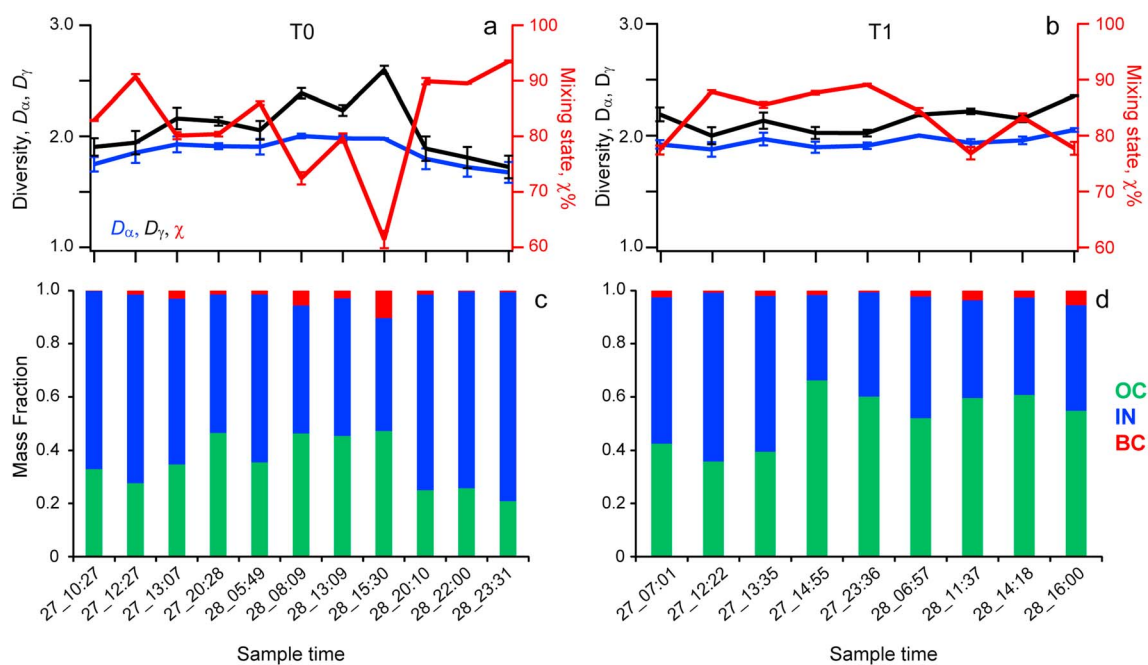 T0
a
3.0
2.0
1.0
Diversity, Dα, Dγ
100
90
80
70
60
Mixing state, χ%
Dα, Dγ, χ
T1
b
3.0
2.0
1.0
Diversity, Dα, Dγ
100
90
80
70
60
Mixing state, χ%
c
1.0
0.8
0.6
0.4
0.2
0
Mass Fraction
27_10:27
27_12:27
27_13:07
27_20:28
28_05:49
28_08:09
28_13:09
28_15:30
28_20:10
28_22:00
28_23:31
Sample time
d
1.0
0.8
0.6
0.4
0.2
0
27_07:01
27_12:22
27_13:35
27_14:55
27_23:36
28_06:57
28_11:37
28_14:18
28_16:00
Sample time
OC
IN
BC